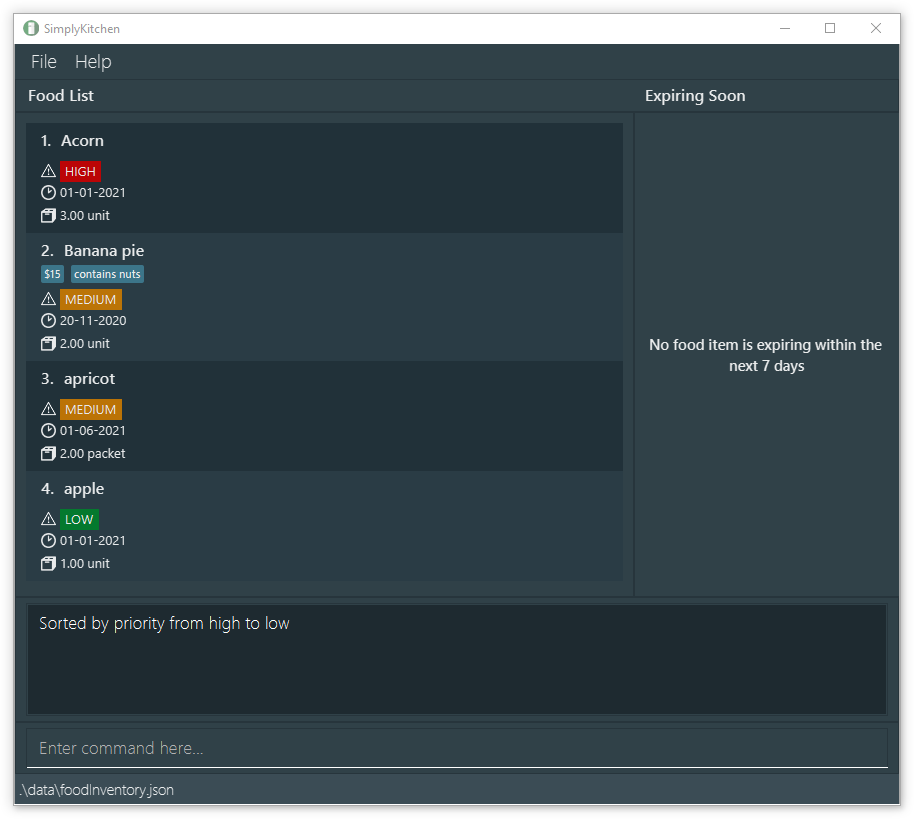 SimplyKitchen
File Help
Food List
Expiring Soon
1. Acorn
HIGH
01-01-2021
3.00 unit
2. Banana pie
$15 contains nuts
MEDIUM
20-11-2020
2.00 unit
3. apricot
MEDIUM
01-06-2021
2.00 packet
4. apple
LOW
01-01-2021
1.00 unit
No food item is expiring within the
next 7 days
Sorted by priority from high to low
Enter command here...
.\data\foodInventory.json